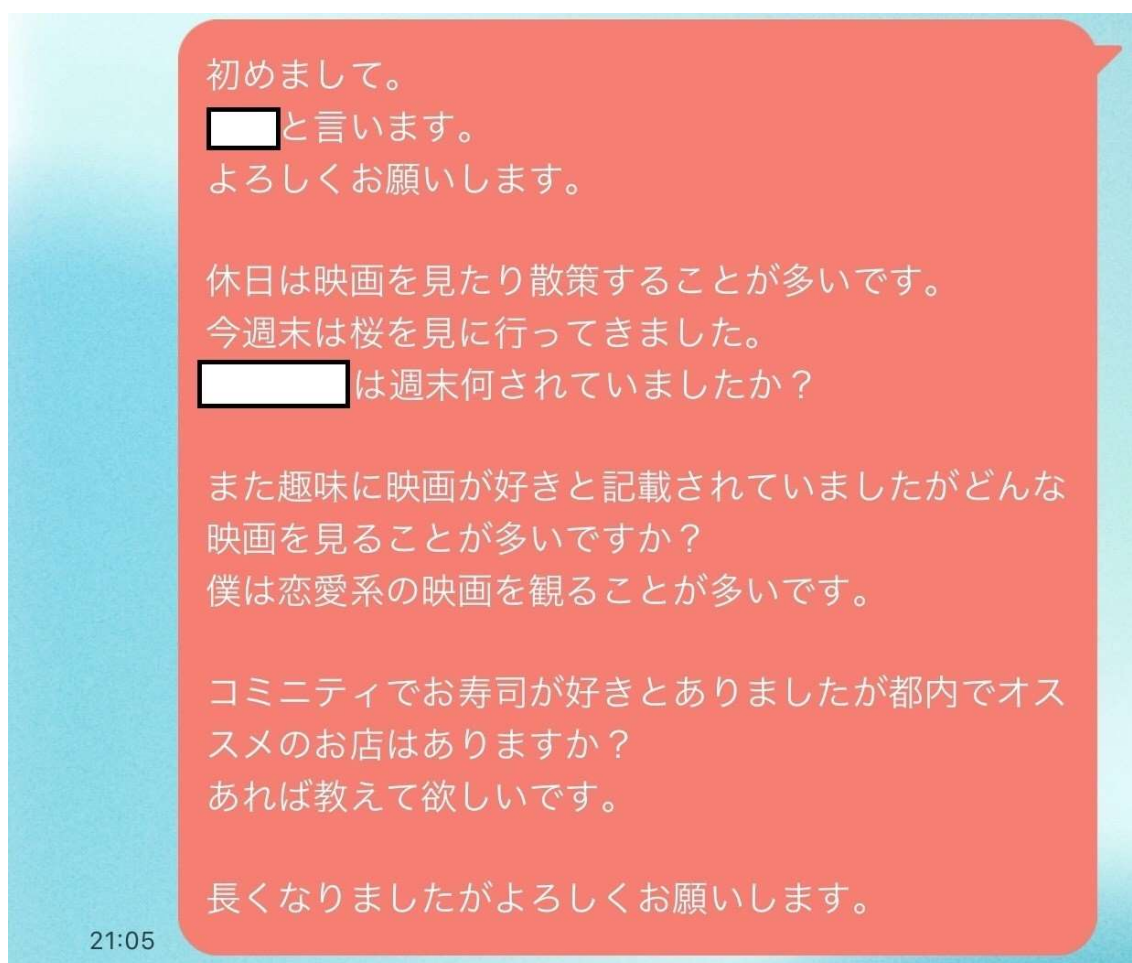 初めまして。
と言います。
よろしくお願いします。
休日は映画を見たり散策することが多いです。
今週末は桜を見に行ってきました。
は週末何されていましたか？
また趣味に映画が好きと記載されていましたがどんな
映画を見ることが多いですか？
僕は恋愛系の映画を観ることが多いです。
コミニティでお寿司が好きとありましたが都内でオス
スメのお店はありますか？
あれば教えて欲しいです。
長くなりましたがよろしくお願いします。
21:05